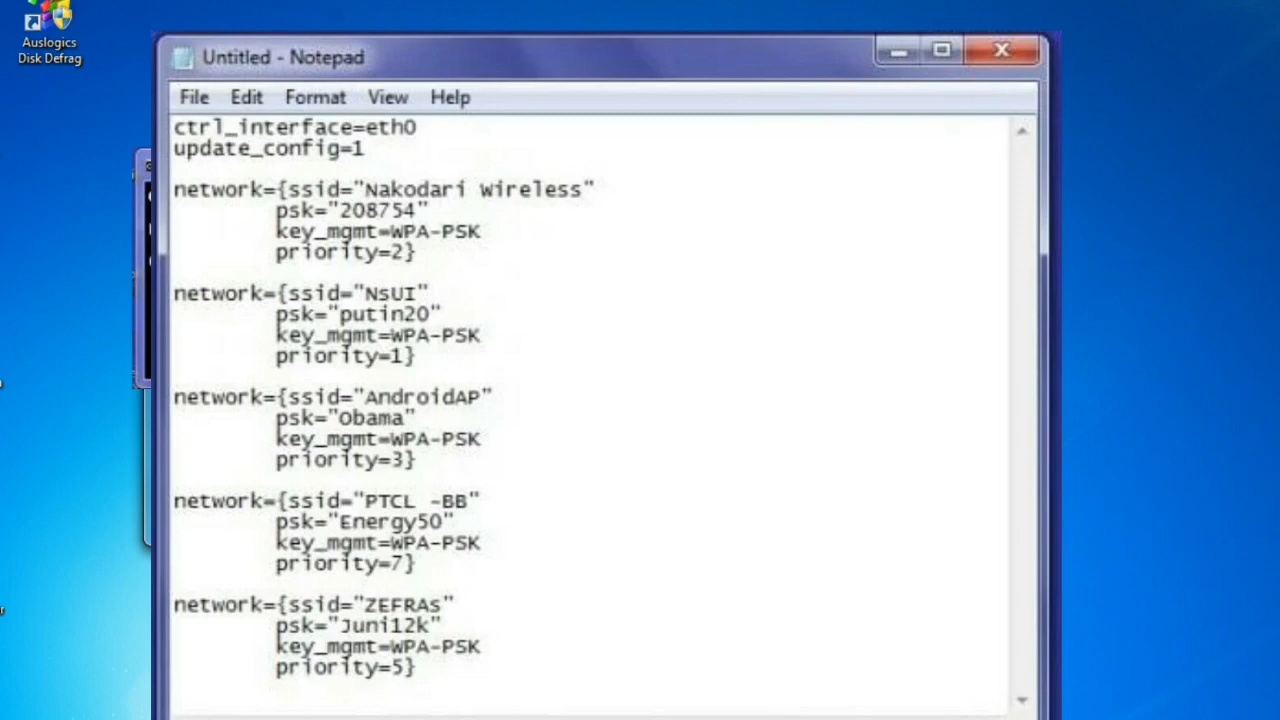 Auslogics
Disk Defrag
Untitled - Notepad
File Edit Format View Help
ctrl_interface=eth0
update_config=1
network={ssid="Nakodari Wireless"
psk="208754"
key_mgmt=WPA-PSK
priority=2}
network={ssid="NsUI"
psk="putin20"
key_mgmt=WPA-PSK
priority=1}
network={ssid="AndroidAP"
psk="Obama"
key_mgmt=WPA-PSK
priority=3}
network={ssid="PTCL -BB"
psk="Energy50"
key_mgmt=WPA-PSK
priority=7}
network={ssid="ZEFRAs"
psk="Juni12k"
key_mgmt=WPA-PSK
priority=5}